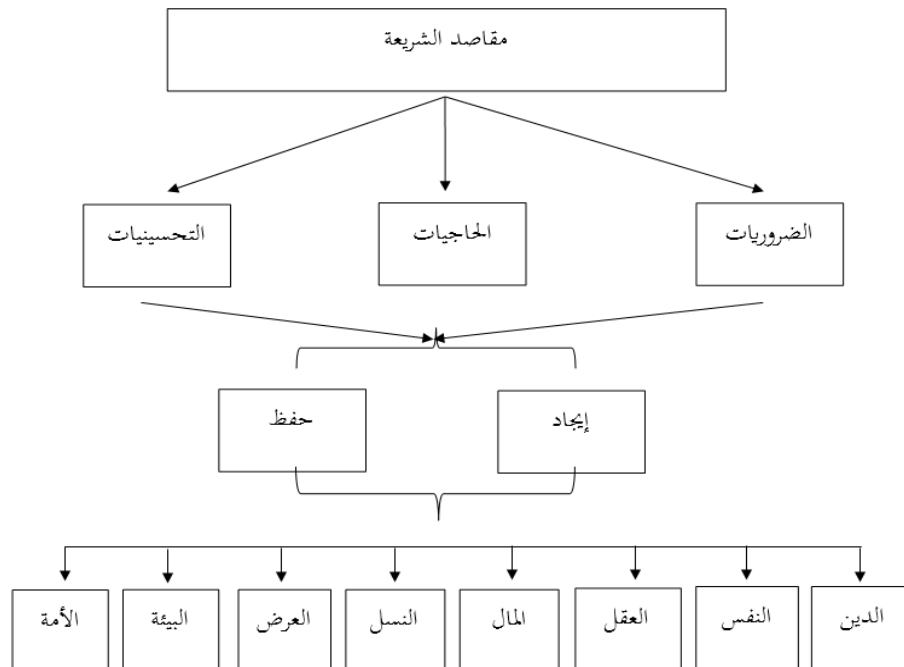 مقاصد الشريعة
الضروريات
الحاجيات
التحسينيات
إيجاد
حفظ
الدين
النفس
العقل
المال
النسل
العرض
البيئة
الأمة